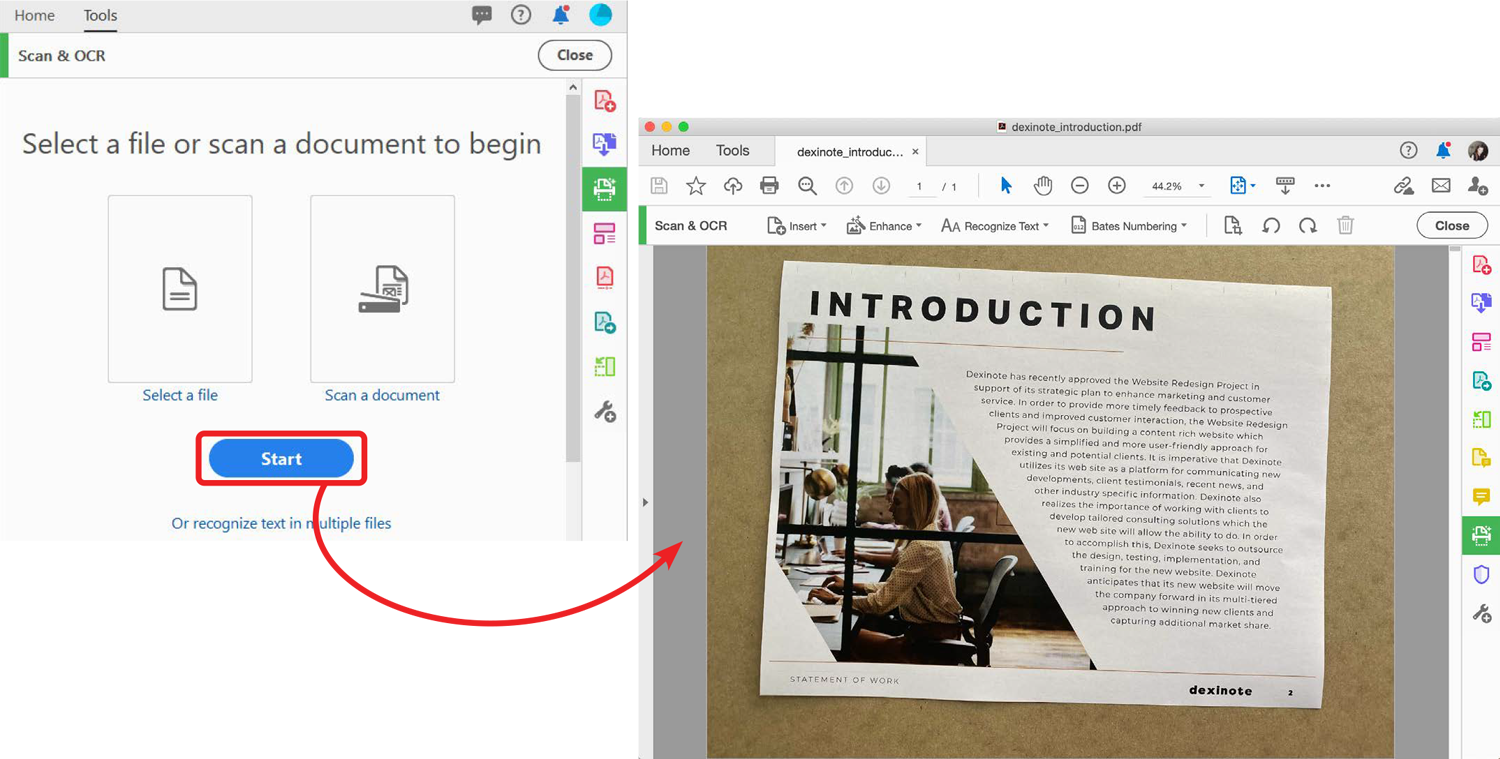 Home Tools
Scan & OCR Close
Select a file or scan a document to begin
Select a file Scan a document
Start
Or recognize text in multiple files
dexinote_introduction.pdf
Home Tools dexinote_introduc... ×
1 / 1 44.2%
Scan & OCR Insert Enhance AA Recognize Text 012 Bates Numbering Close
INTRODUCTION
Dexinote has recently approved the Website Redesign Project in
support of its strategic plan to enhance marketing and customer
service. In order to provide more timely feedback to prospective
clients and improved customer interaction, the Website Redesign
Project will focus on building a content rich website which
provides a simplified and more user-friendly approach for
existing and potential clients. It is imperative that Dexinote
utilizes its web site as a platform for communicating new
developments, client testimonials, recent news, and
other industry specific information. Dexinote also
realizes the importance of working with clients to
develop tailored consulting solutions which the
new web site will allow the ability to do. In order
to accomplish this, Dexinote seeks to outsource
the design, testing, implementation, and
training for the new website. Dexinote
anticipates that its new website will move
the company forward in its multi-tiered
approach to winning new clients and
capturing additional market share.
STATEMENT OF WORK
dexinote 2